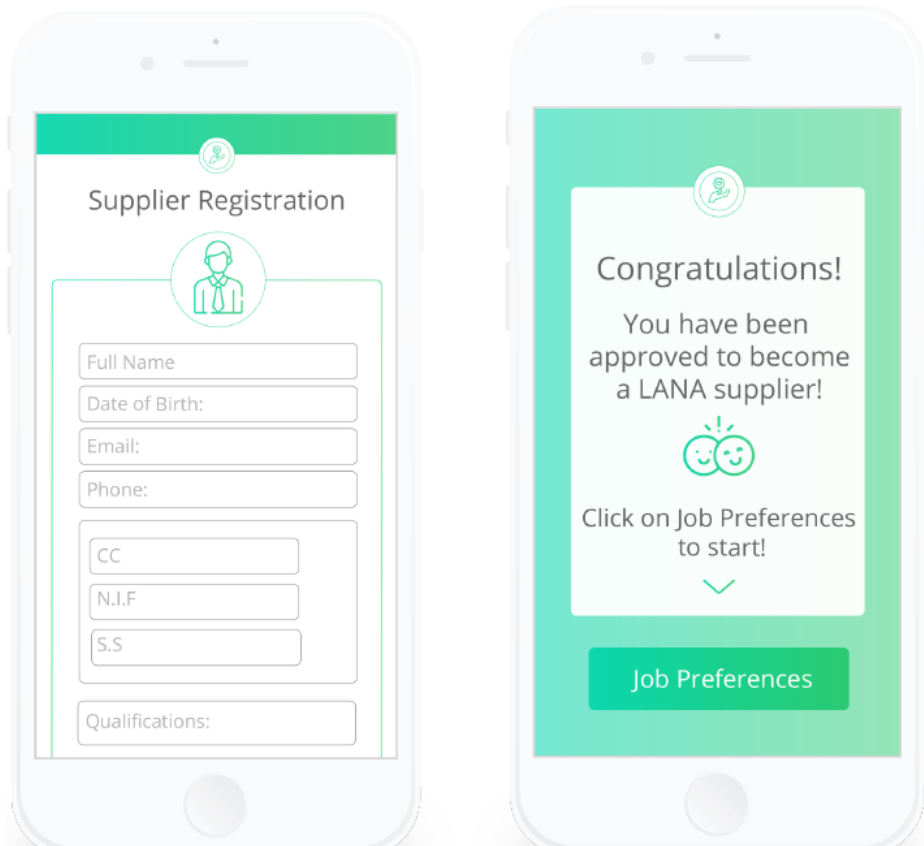 Supplier Registration
Full Name
Date of Birth:
Email:
Phone:
CC
N.I.F
S.S
Qualifications:
Congratulations!
You have been
approved to become
a LANA supplier!
Click on Job Preferences
to start!
Job Preferences